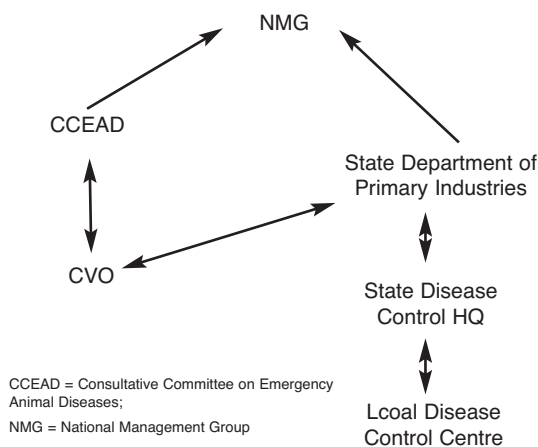 NMG
CCEAD
State Department of
Primary Industries
CVO
State Disease
Control HQ
CCEAD = Consultative Committee on Emergency
Animal Diseases;
NMG = National Management Group
Lcoal Disease
Control Centre